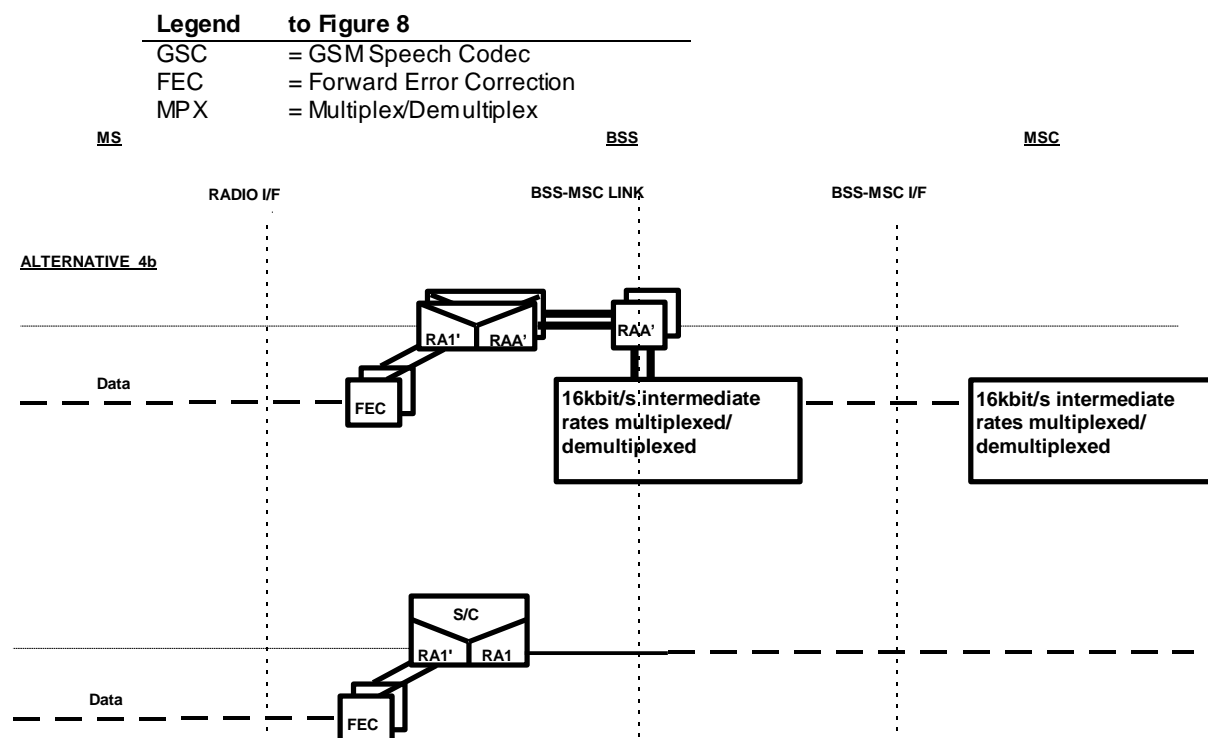 Legend to Figure 8
GSC = GSM Speech Codec
FEC = Forward Error Correction
MPX = Multiplex/Demultiplex
MS BSS MSC
RADIO I/F BSS-MSC LINK BSS-MSC I/F
ALTERNATIVE 4b
RA1' RAA' RAA'
Data
FEC
16kbit/s intermediate
rates multiplexed/
demultiplexed
16kbit/s intermediate
rates multiplexed/
demultiplexed
S/C
RA1' RA1
Data
FEC